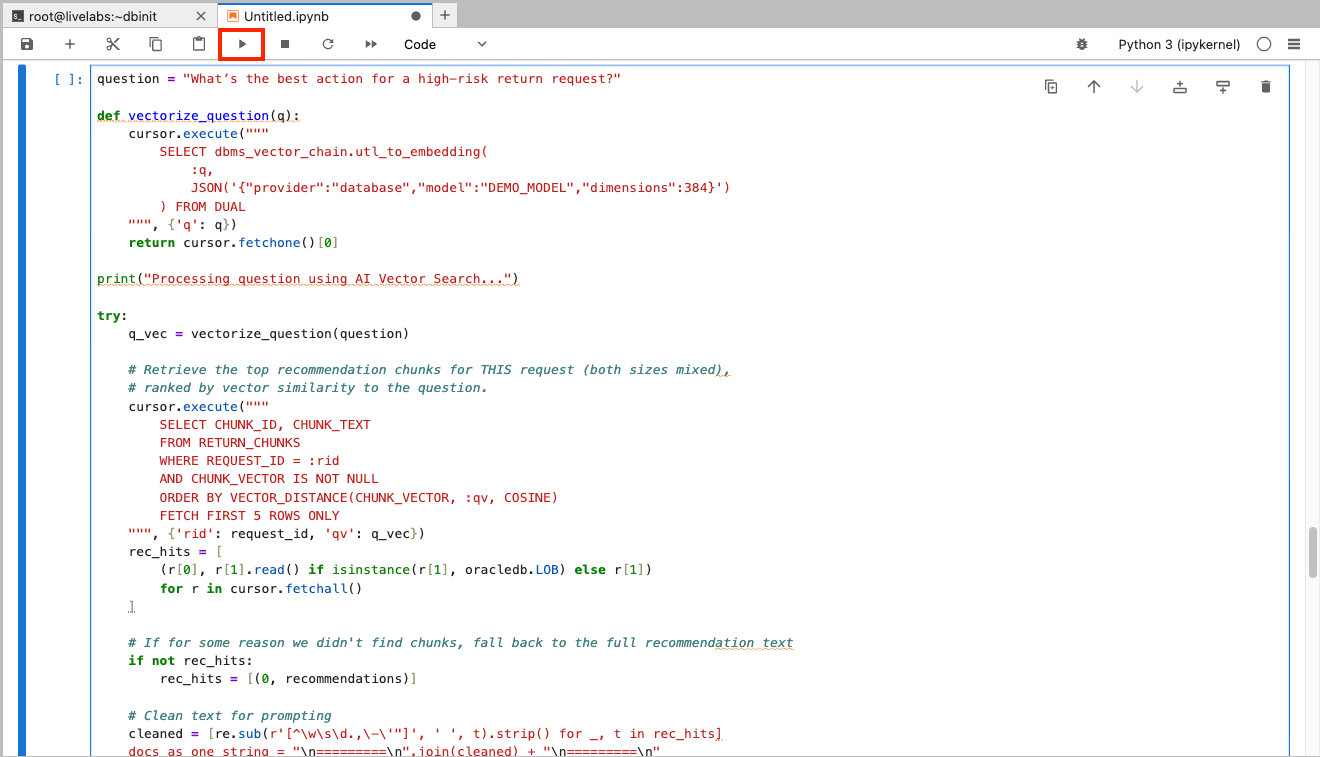 root@livelabs:~dbinit
Untitled.ipynb
Code
Python 3 (ipykernel)
[ ]:
question = "What’s the best action for a high-risk return request?"
def vectorize_question(q):
    cursor.execute("""
        SELECT dbms_vector_chain.utl_to_embedding(
            :q,
            JSON('{"provider":"database","model":"DEMO_MODEL","dimensions":384}')
        ) FROM DUAL
    """, {'q': q})
    return cursor.fetchone()[0]
print("Processing question using AI Vector Search...")
try:
    q_vec = vectorize_question(question)
    # Retrieve the top recommendation chunks for THIS request (both sizes mixed),
    # ranked by vector similarity to the question.
    cursor.execute("""
        SELECT CHUNK_ID, CHUNK_TEXT
        FROM RETURN_CHUNKS
        WHERE REQUEST_ID = :rid
        AND CHUNK_VECTOR IS NOT NULL
        ORDER BY VECTOR_DISTANCE(CHUNK_VECTOR, :qv, COSINE)
        FETCH FIRST 5 ROWS ONLY
    """, {'rid': request_id, 'qv': q_vec})
    rec_hits = [
        (r[0], r[1].read() if isinstance(r[1], oracledb.LOB) else r[1])
        for r in cursor.fetchall()
    ]
    # If for some reason we didn't find chunks, fall back to the full recommendation text
    if not rec_hits:
        rec_hits = [(0, recommendations)]
    # Clean text for prompting
    cleaned = [re.sub(r'[^\w\s\d.,\-\'"]', ' ', t).strip() for _, t in rec_hits]
    docs_as_one_string = "\n=========\n".join(cleaned) + "\n=========\n"